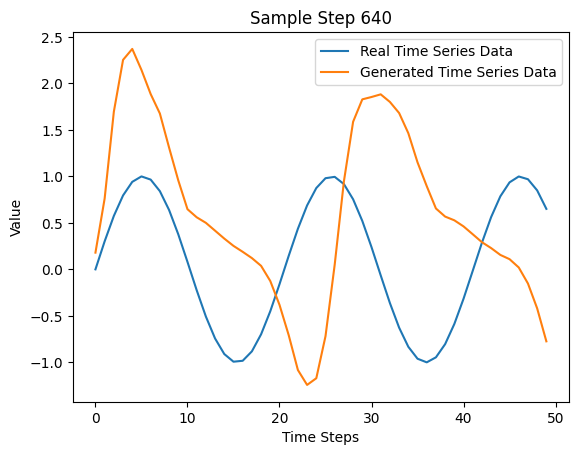 Sample Step 640
Real Time Series Data
Generated Time Series Data
2.5
2.0
1.5
1.0
0.5
0.0
−0.5
−1.0
Value
0 10 20 30 40 50
Time Steps